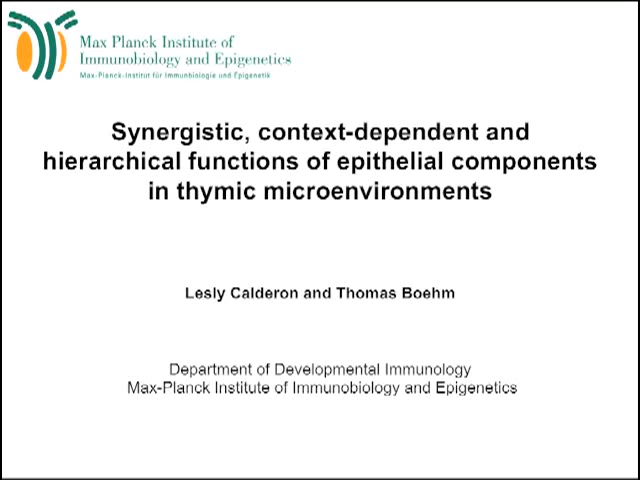 Max Planck Institute of
Immunobiology and Epigenetics
Max-Planck-Institut für Immunbiologie und Epigenetik
Synergistic, context-dependent and
hierarchical functions of epithelial components
in thymic microenvironments
Lesly Calderon and Thomas Boehm
Department of Developmental Immunology
Max-Planck Institute of Immunobiology and Epigenetics